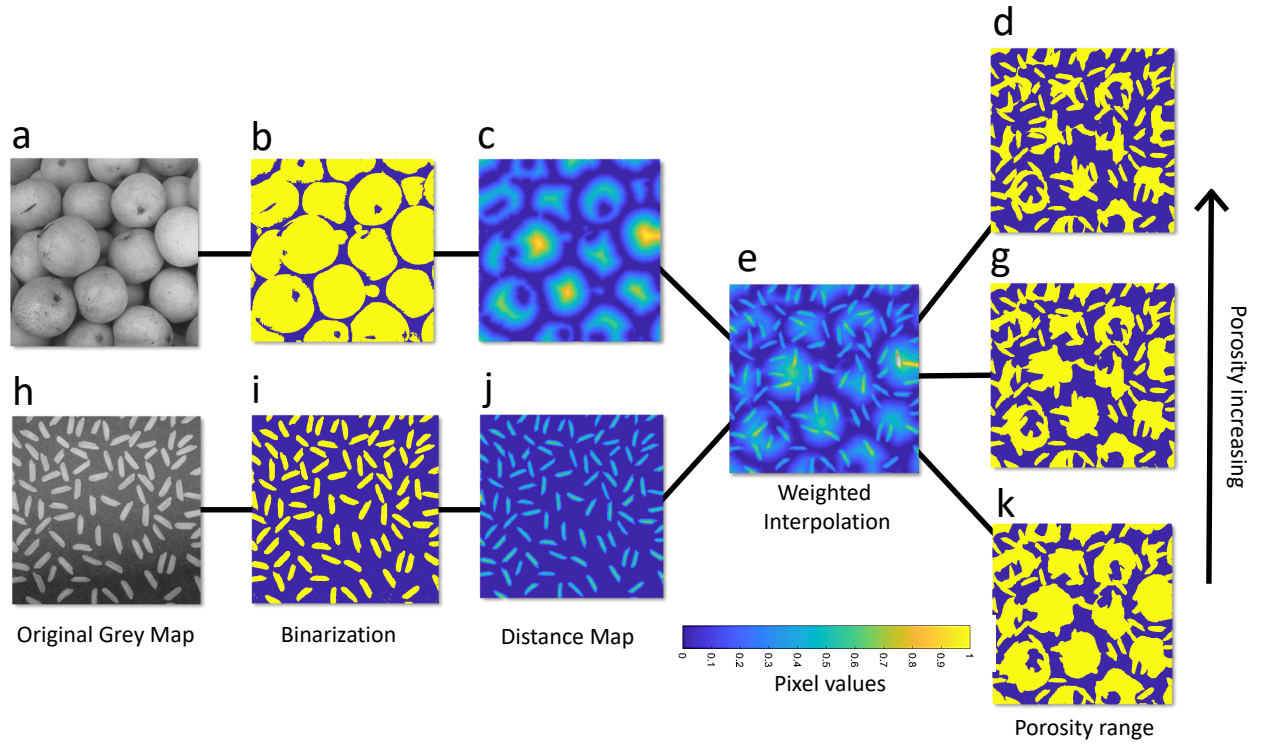 d
a
b
c
e
g
h
i
j
k
Weighted
Interpolation
Porosity increasing
Original Grey Map
Binarization
Distance Map
0 0.1 0.2 0.3 0.4 0.5 0.6 0.7 0.8 0.9 1
Pixel values
Porosity range